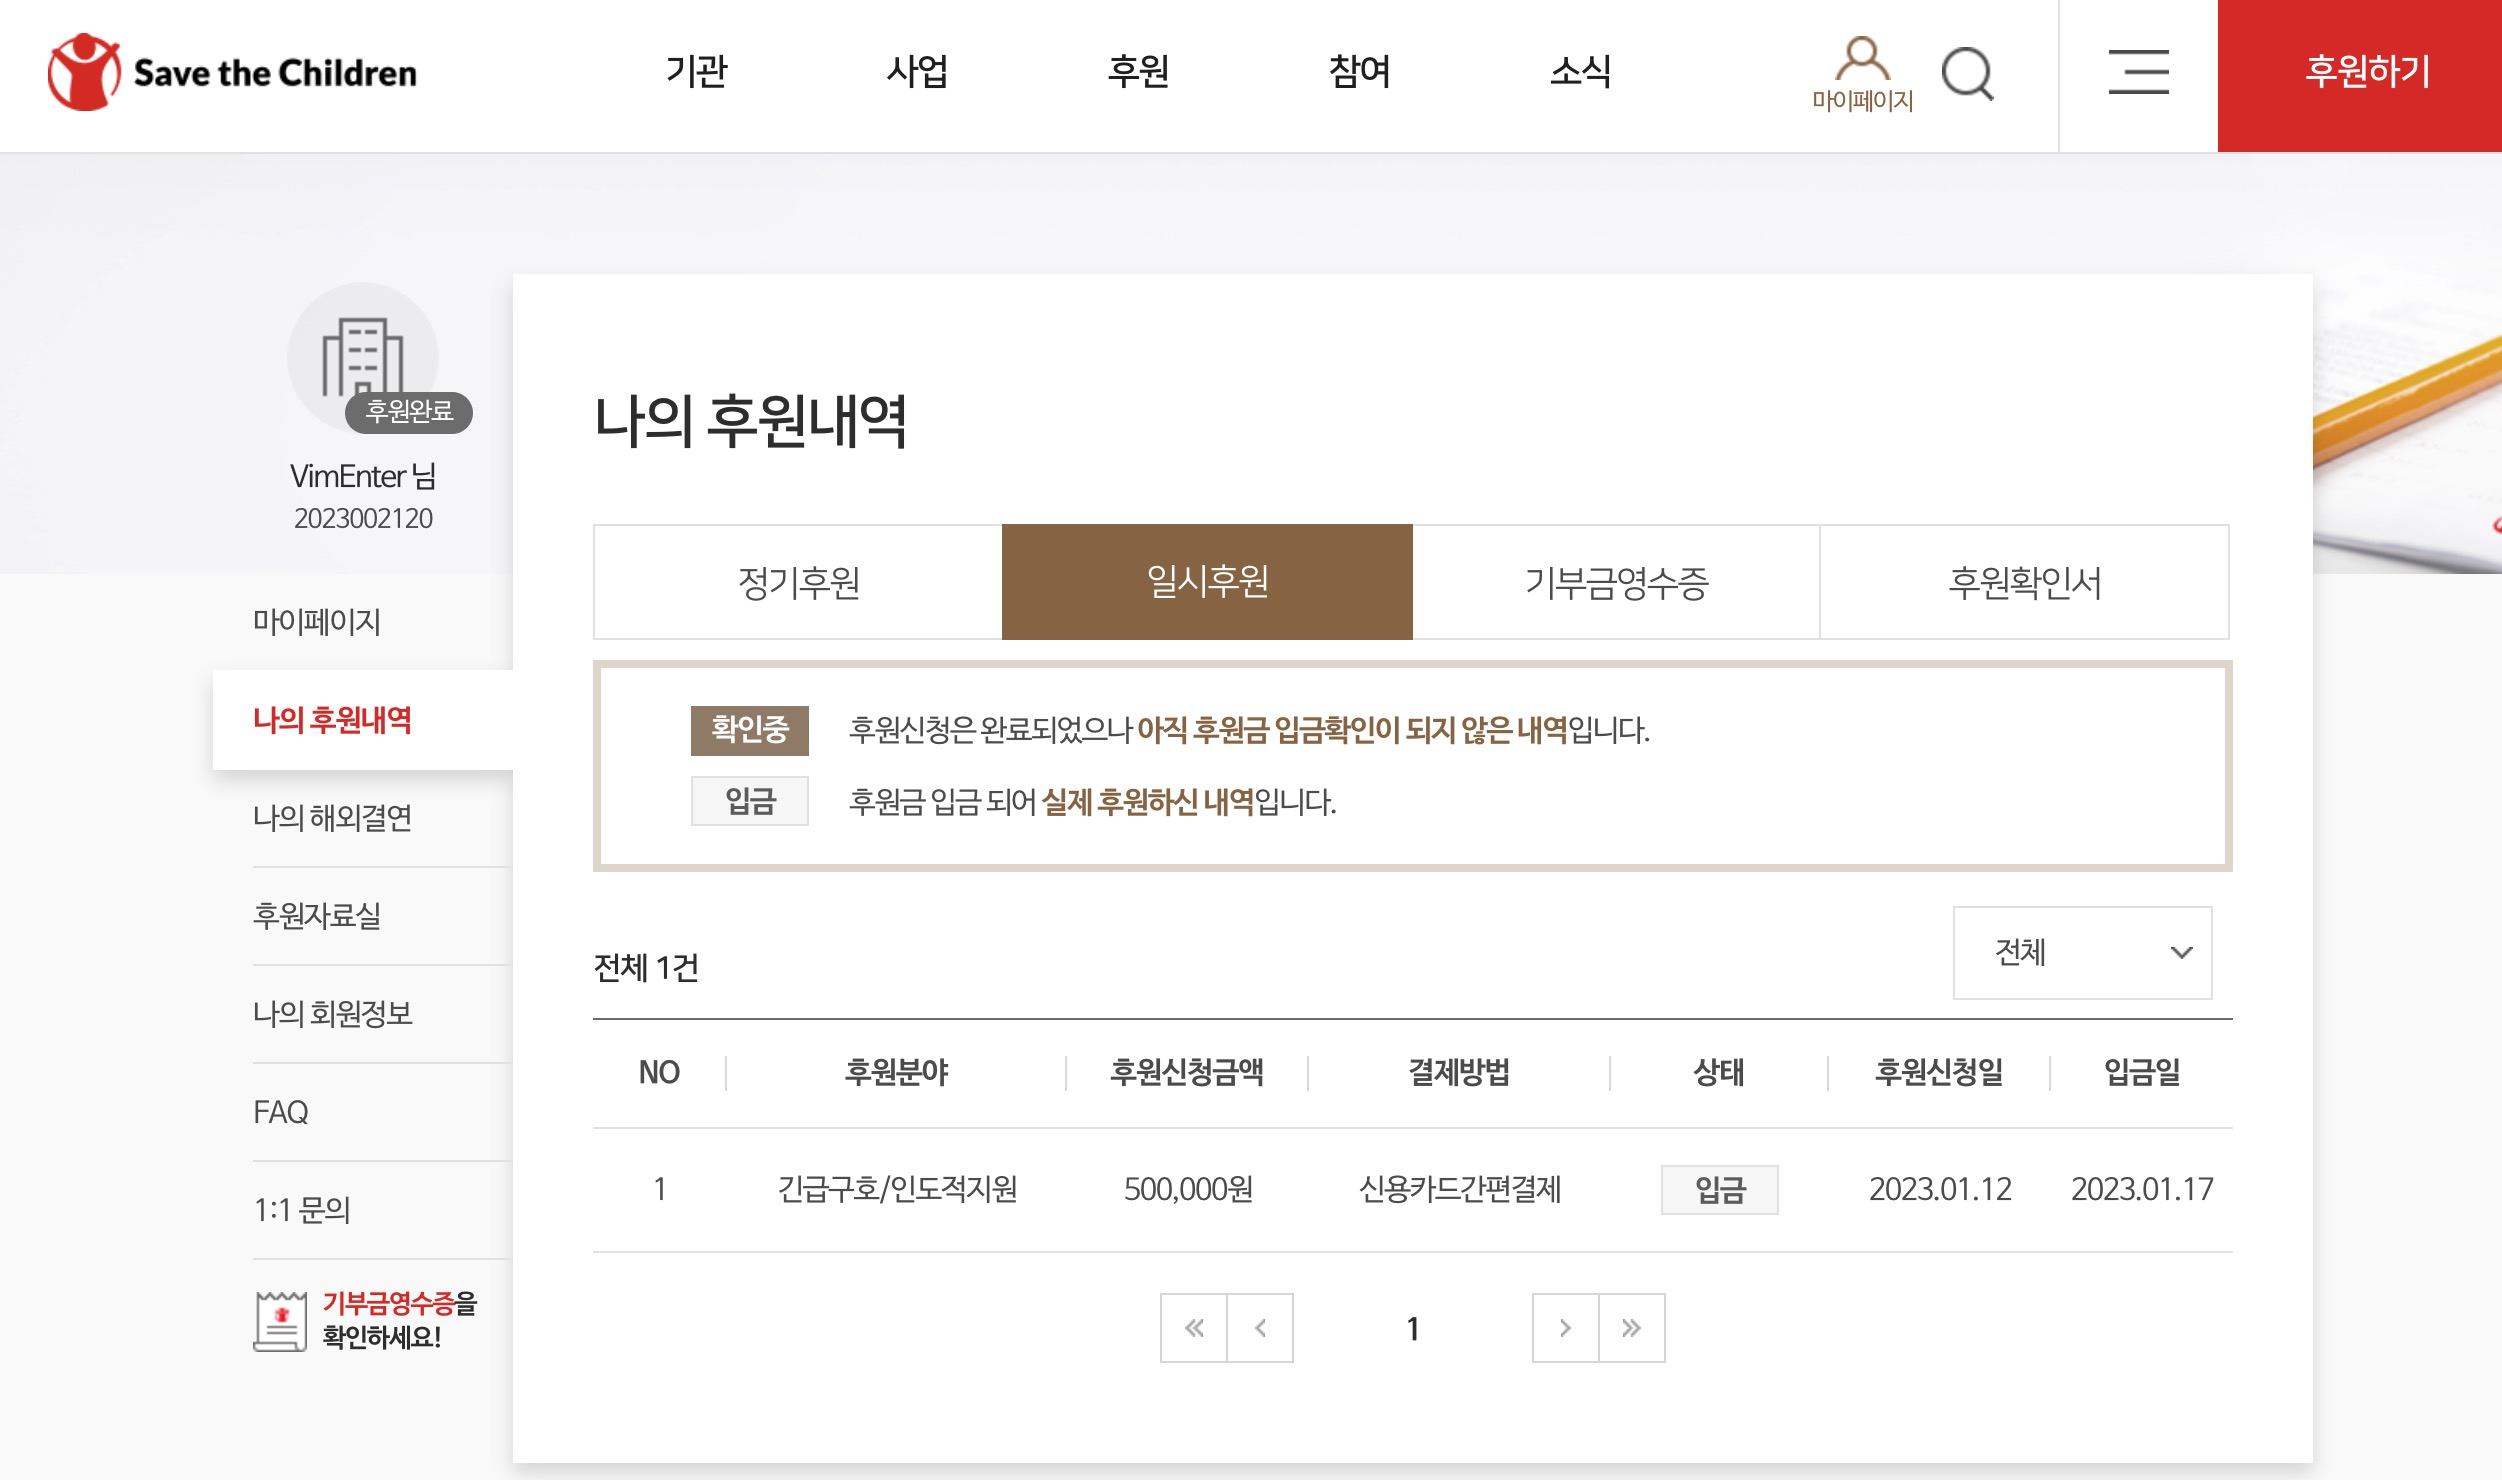 Save the Children
기관
사업
후원
참여
소식
마이페이지
후원하기
후원완료
VimEnter 님
2023002120
마이페이지
나의 후원내역
나의 해외결연
후원자료실
나의 회원정보
FAQ
1:1 문의
기부금영수증을
확인하세요!
나의 후원내역
정기후원
일시후원
기부금영수증
후원확인서
확인중 후원신청은 완료되었으나 아직 후원금 입금확인이 되지 않은 내역입니다.
입금 후원금 입금 되어 실제 후원하신 내역입니다.
전체 1건
전체
NO 후원분야 후원신청금액 결제방법 상태 후원신청일 입금일
1 긴급구호/인도적지원 500,000원 신용카드간편결제 입금 2023.01.12 2023.01.17
« ‹ 1 › »